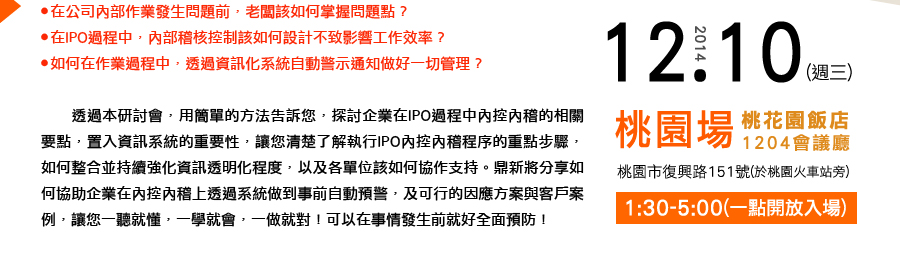 ●在公司內部作業發生問題前，老闆該如何掌握問題點？
●在IPO過程中，內部稽核控制該如何設計不致影響工作效率？
●如何在作業過程中，透過資訊化系統自動警示通知做好一切管理？
透過本研討會，用簡單的方法告訴您，探討企業在IPO過程中內控內稽的相關
要點，置入資訊系統的重要性，讓您清楚了解執行IPO內控內稽程序的重點步驟，
如何整合並持續強化資訊透明化程度，以及各單位該如何協作支持。鼎新將分享如
何協助企業在內控內稽上透過系統做到事前自動預警，及可行的因應方案與客戶案
例，讓您一聽就懂，一學就會，一做就對！可以在事情發生前就好全面預防！
2014
12.10(週三)
桃園場 桃花園飯店
1204會議廳
桃園市復興路151號(於桃園火車站旁)
1:30-5:00(一點開放入場)